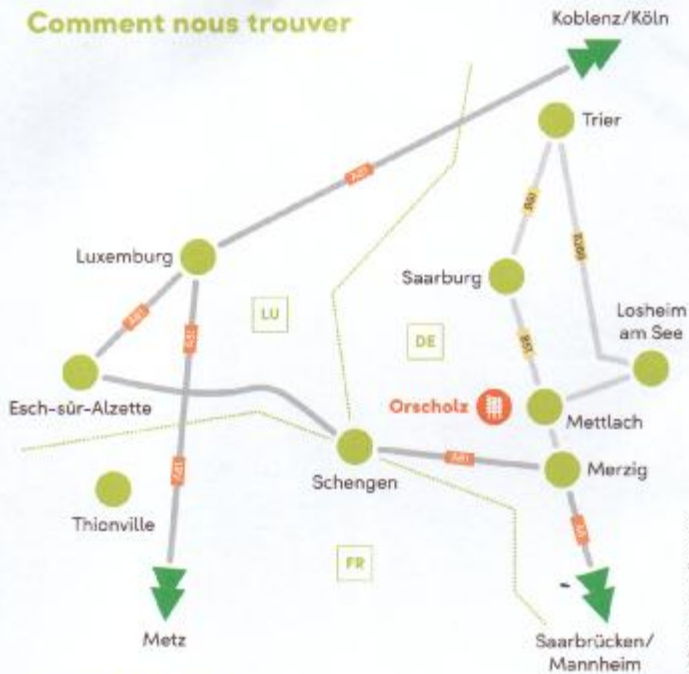 Comment nous trouver
Koblenz/Köln
Trier
Luxemburg
Saarburg
LU
DE
Losheim
am See
B51
Esch-sûr-Alzette
Orscholz
Mettlach
Schengen
Merzig
Thionville
FR
Metz
Saarbrücken/
Mannheim